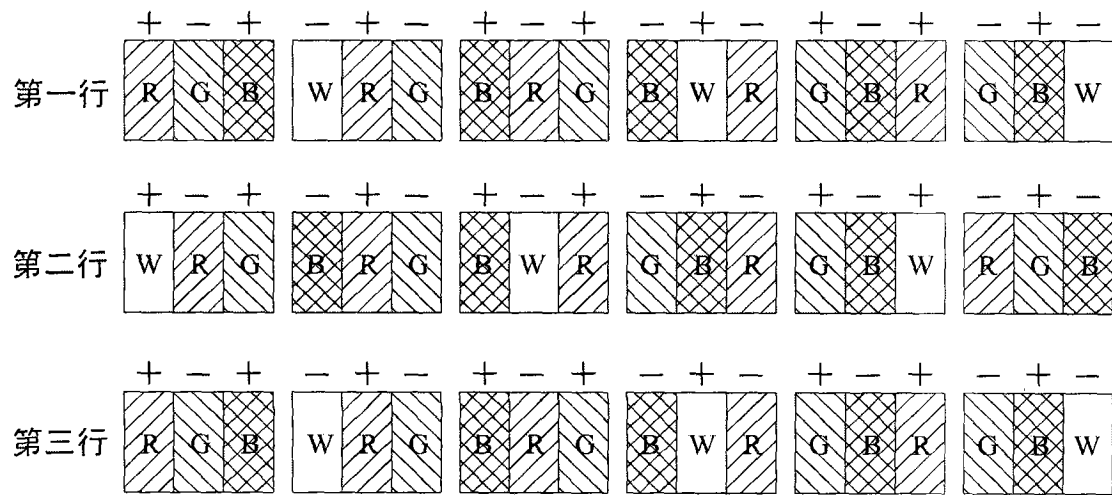 + − + − + − + − + − + − + − + − + −
第一行 R G B W R G B R G B W R G B R G B W
+ − + − + − + − + − + − + − + − + −
第二行 W R G B R G B W R G B R G B W R G B
+ − + − + − + − + − + − + − + − + −
第三行 R G B W R G B R G B W R G B R G B W